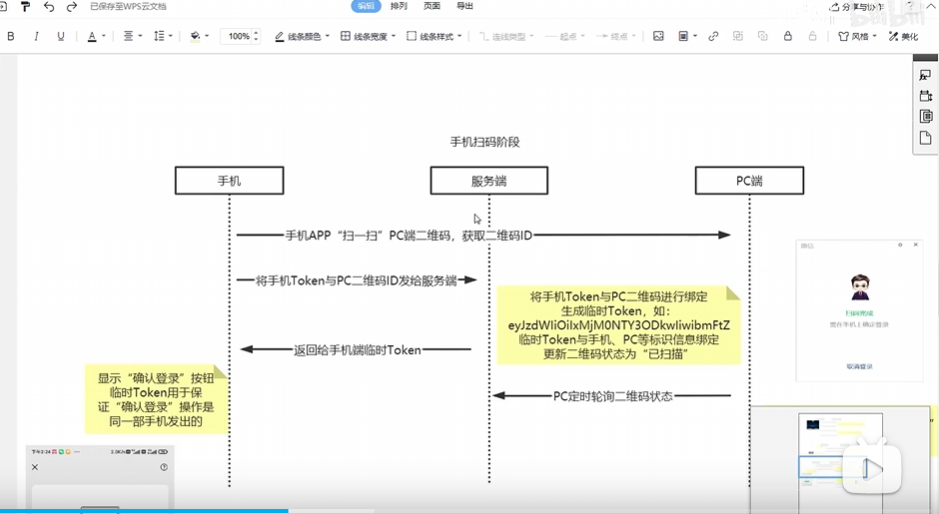 已保存至WPS云文档
编辑
排列
页面
导出
分享与协作
B I U A
100%
线条颜色
线条宽度
线条样式
连线类型
起点
终点
风格
美化
手机扫码阶段
手机
服务端
PC端
手机APP“扫一扫”PC端二维码，获取二维码ID
将手机Token与PC二维码ID发给服务端
将手机Token与PC二维码进行绑定
生成临时Token，如：
eyJzdWIiOiIxMjM0NTY3ODkwIiwibmFtZ
临时Token与手机、PC等标识信息绑定
更新二维码状态为“已扫描”
返回给手机端临时Token
PC定时轮询二维码状态
显示“确认登录”按钮
临时Token用于保
证“确认登录”操作是
同一部手机发出的
微信
扫码完成
需在手机上确定登录
取消登录
下午2:24